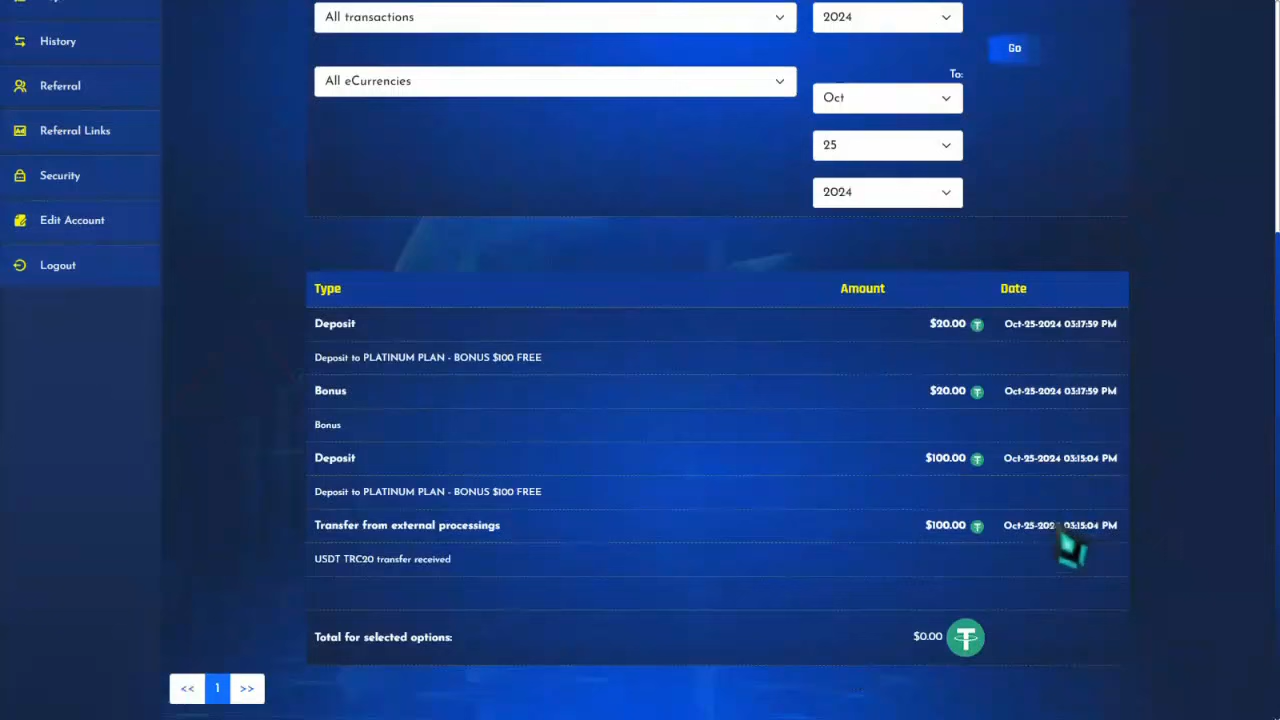 All transactions
2024
History
Go
To:
All eCurrencies
Referral
Oct
Referral Links
25
Security
2024
Edit Account
Logout
Type Amount Date
Deposit $20.00 Oct-25-2024 03:17:59 PM
Deposit to PLATINUM PLAN - BONUS $100 FREE
Bonus $20.00 Oct-25-2024 03:17:59 PM
Bonus
Deposit $100.00 Oct-25-2024 03:15:04 PM
Deposit to PLATINUM PLAN - BONUS $100 FREE
Transfer from external processings $100.00 Oct-25-2024 03:15:04 PM
USDT TRC20 transfer received
Total for selected options: $0.00
<< 1 >>